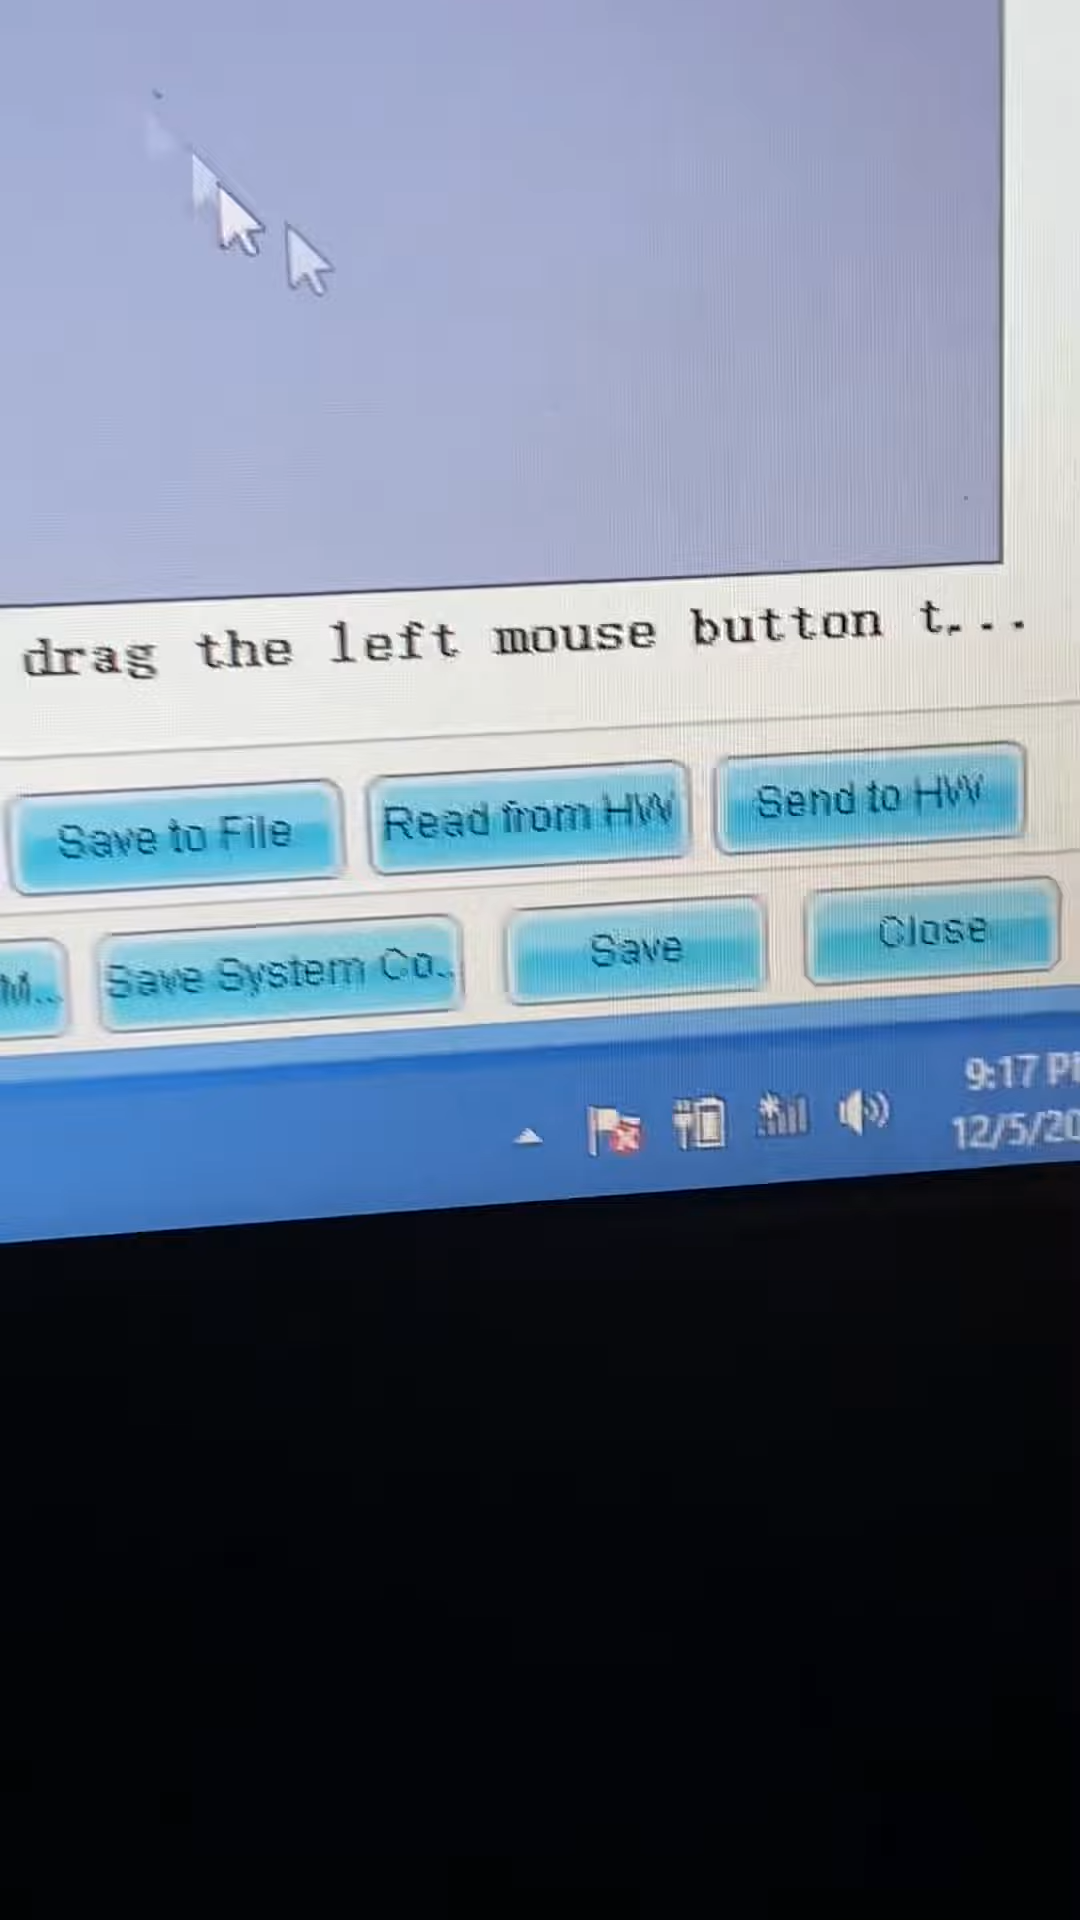 drag the left mouse button t...
Save to File Read from HW Send to HW
M... Save System Co... Save Close
9:17 P
12/5/20